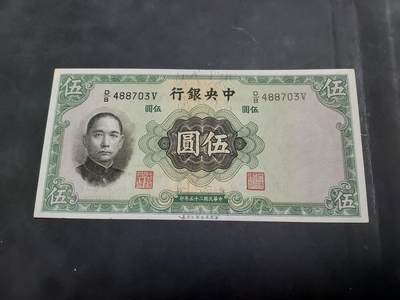 伍 伍
行銀央中
D/B 488703V D/B 488703V
圓伍 圓伍
圓伍
伍 伍
印年五十二國民華中